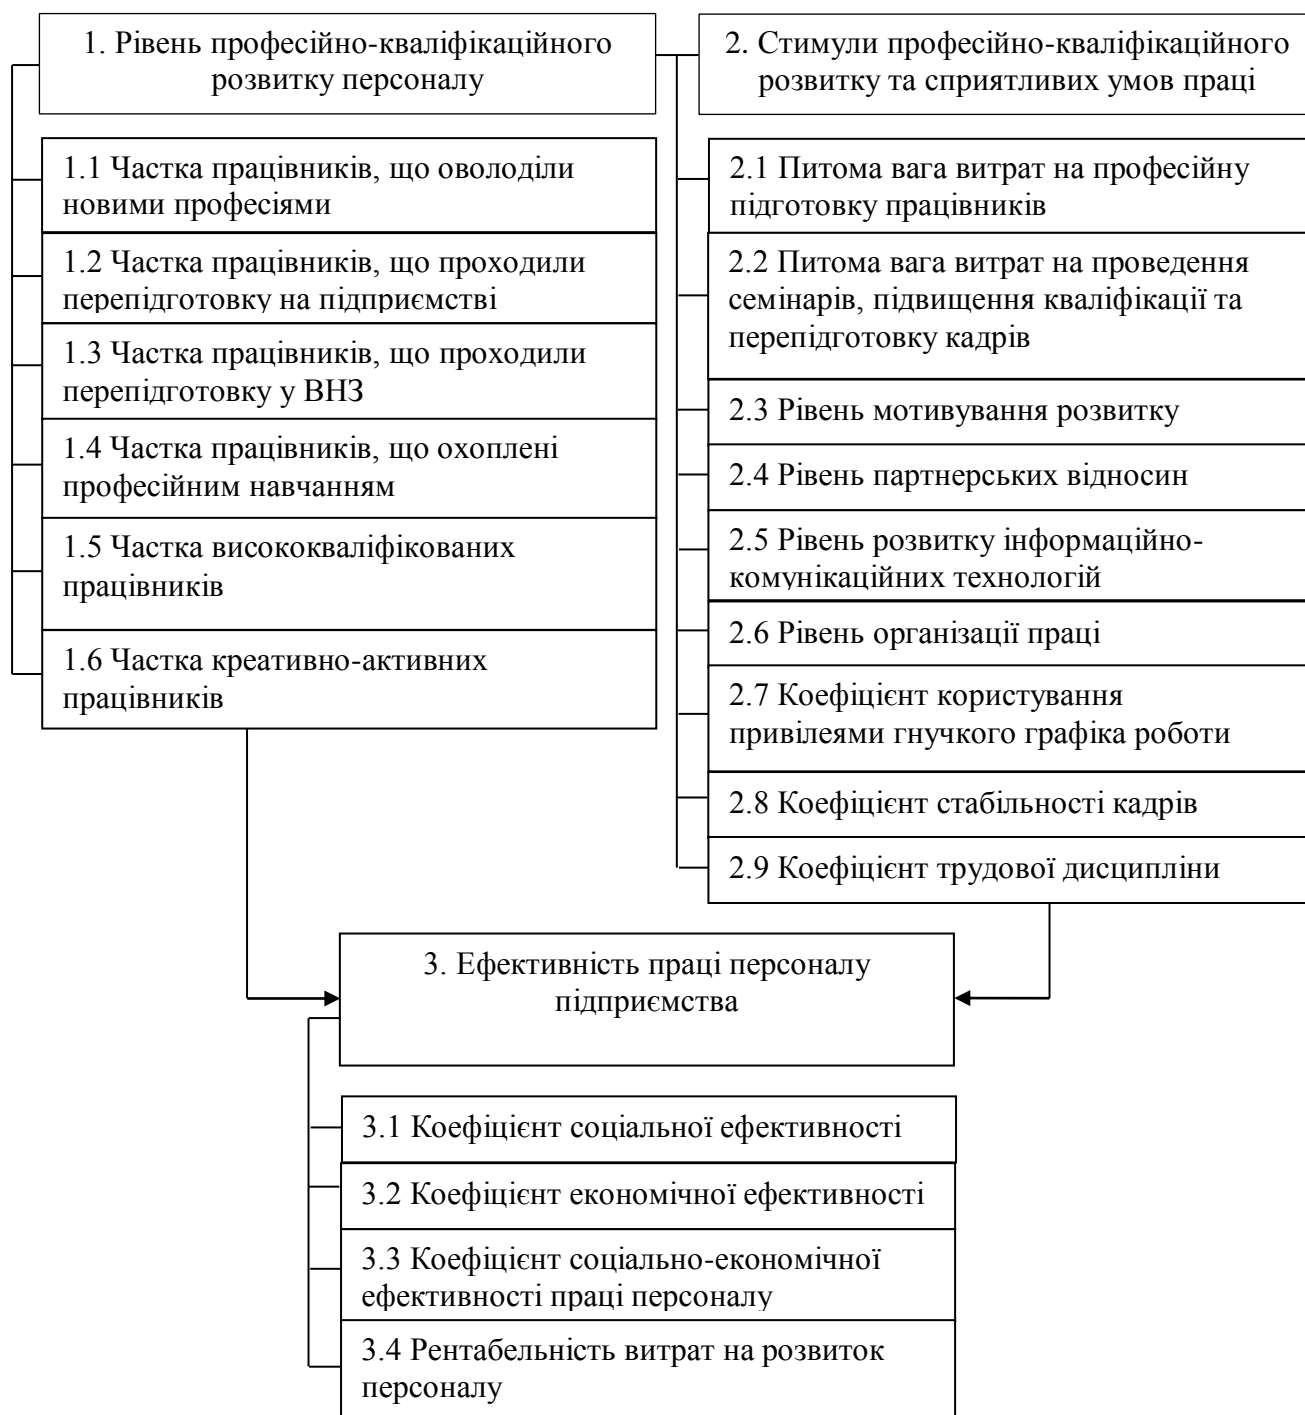 1. Рівень професійно-кваліфікаційного
розвитку персоналу
1.1 Частка працівників, що оволоділи
новими професіями
1.2 Частка працівників, що проходили
перепідготовку на підприємстві
1.3 Частка працівників, що проходили
перепідготовку у ВНЗ
1.4 Частка працівників, що охоплені
професійним навчанням
1.5 Частка висококваліфікованих
працівників
1.6 Частка креативно-активних
працівників
2. Стимули професійно-кваліфікаційного
розвитку та сприятливих умов праці
2.1 Питома вага витрат на професійну
підготовку працівників
2.2 Питома вага витрат на проведення
семінарів, підвищення кваліфікації та
перепідготовку кадрів
2.3 Рівень мотивування розвитку
2.4 Рівень партнерських відносин
2.5 Рівень розвитку інформаційно-
комунікаційних технологій
2.6 Рівень організації праці
2.7 Коефіцієнт користування
привілеями гнучкого графіка роботи
2.8 Коефіцієнт стабільності кадрів
2.9 Коефіцієнт трудової дисципліни
3. Ефективність праці персоналу
підприємства
3.1 Коефіцієнт соціальної ефективності
3.2 Коефіцієнт економічної ефективності
3.3 Коефіцієнт соціально-економічної
ефективності праці персоналу
3.4 Рентабельність витрат на розвиток
персоналу